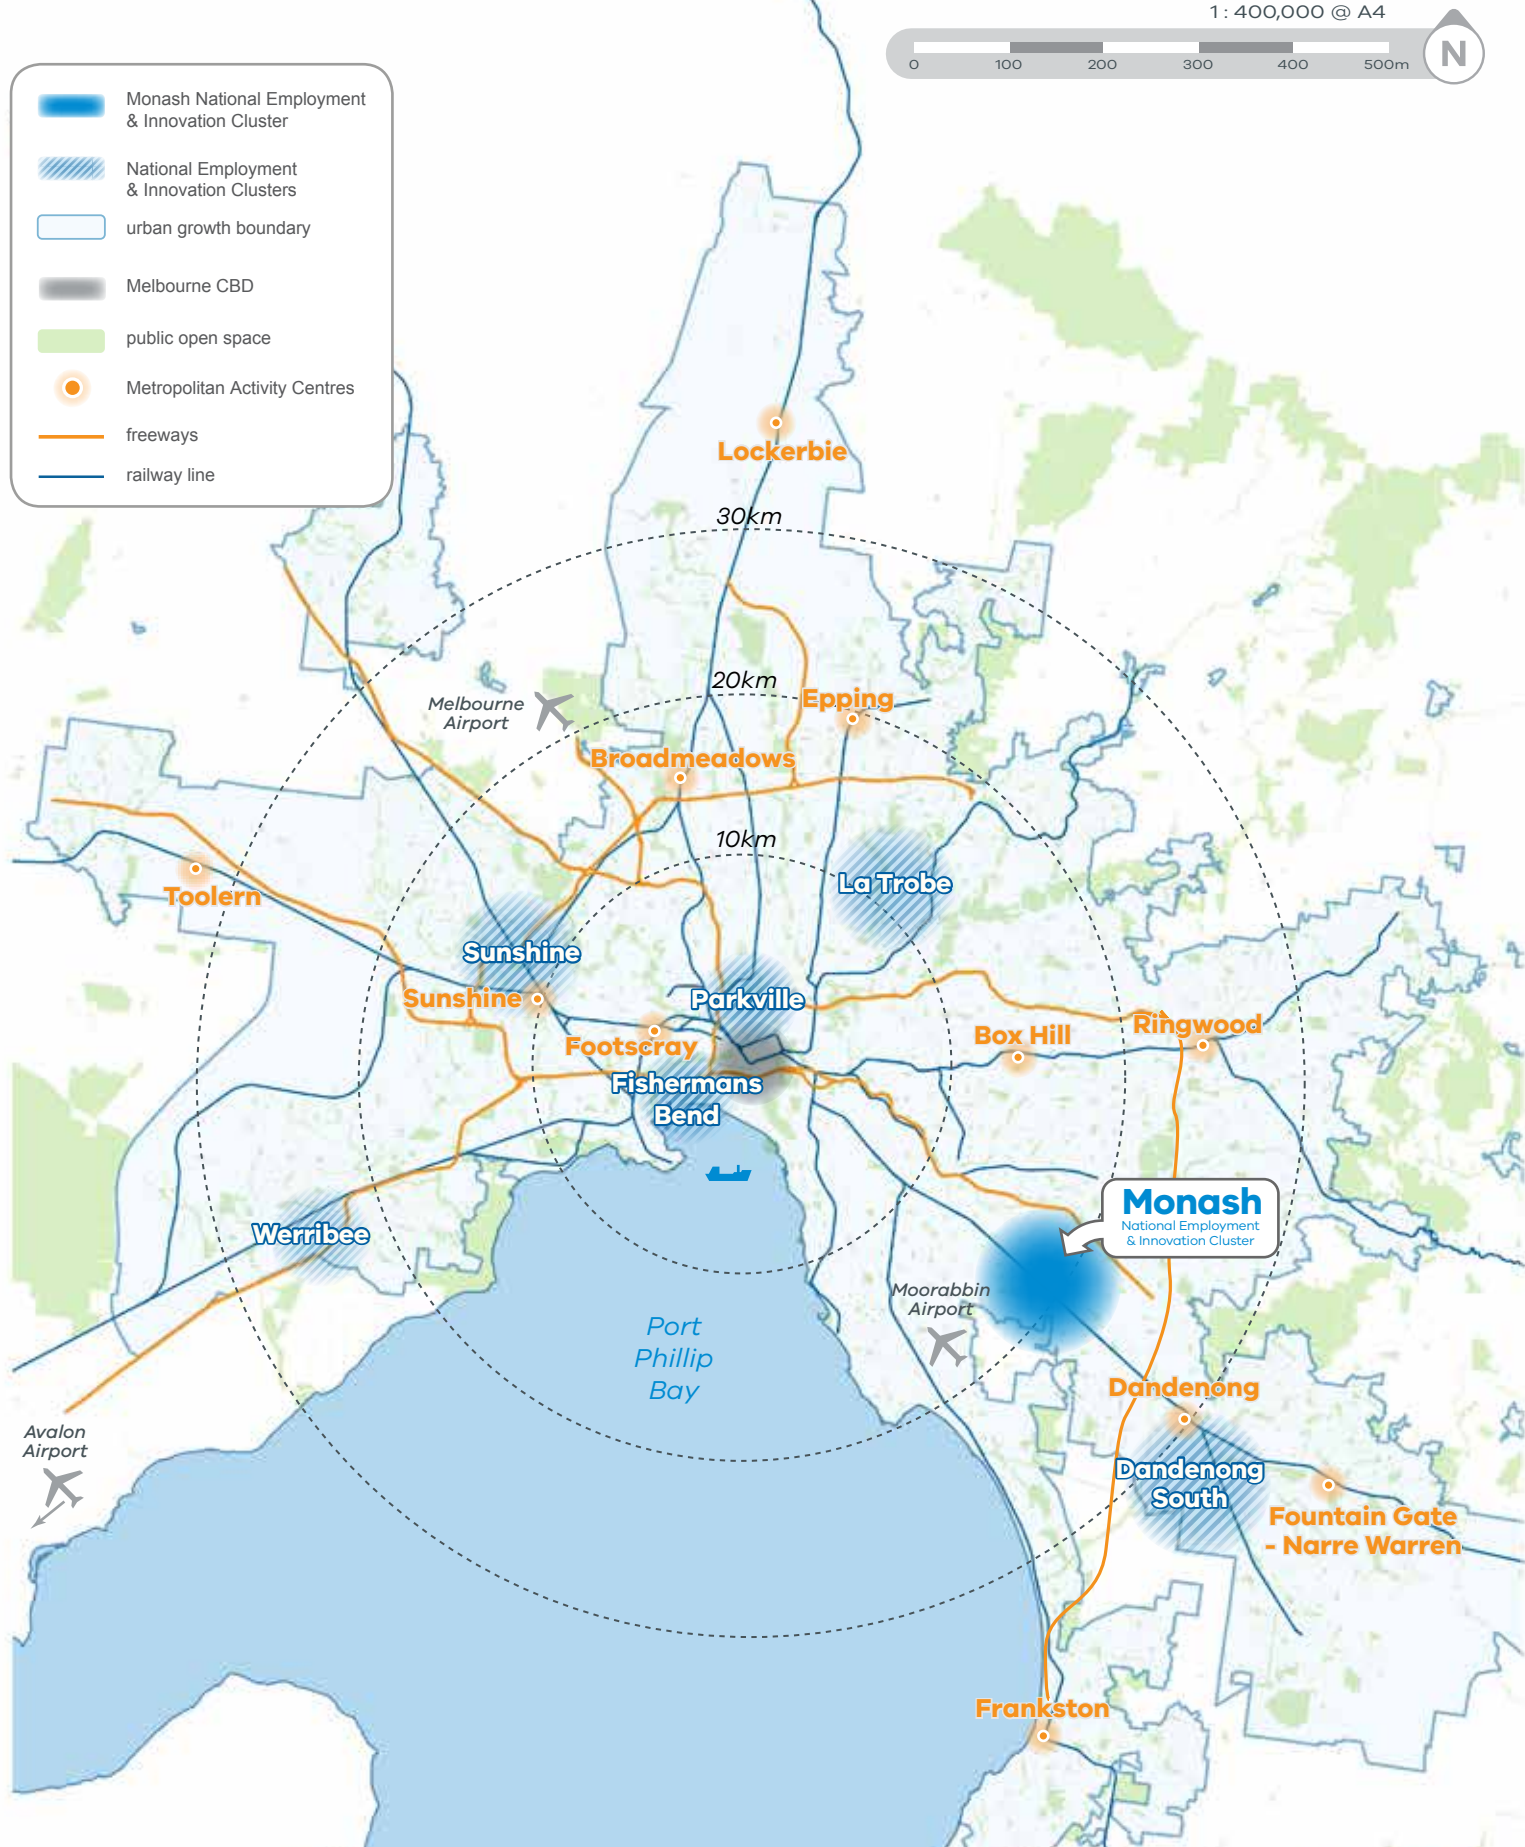 1 : 400,000 @ A4
0 100 200 300 400 500m
N
Monash National Employment
& Innovation Cluster
National Employment
& Innovation Clusters
urban growth boundary
Melbourne CBD
public open space
Metropolitan Activity Centres
freeways
railway line
Lockerbie
30km
20km
Epping
Melbourne
Airport
Broadmeadows
10km
La Trobe
Toolern
Sunshine
Sunshine
Parkville
Footscray
Box Hill
Ringwood
Fishermans
Bend
Monash
National Employment
& Innovation Cluster
Werribee
Moorabbin
Airport
Port
Phillip
Bay
Dandenong
Avalon
Airport
Dandenong
South
Fountain Gate
- Narre Warren
Frankston